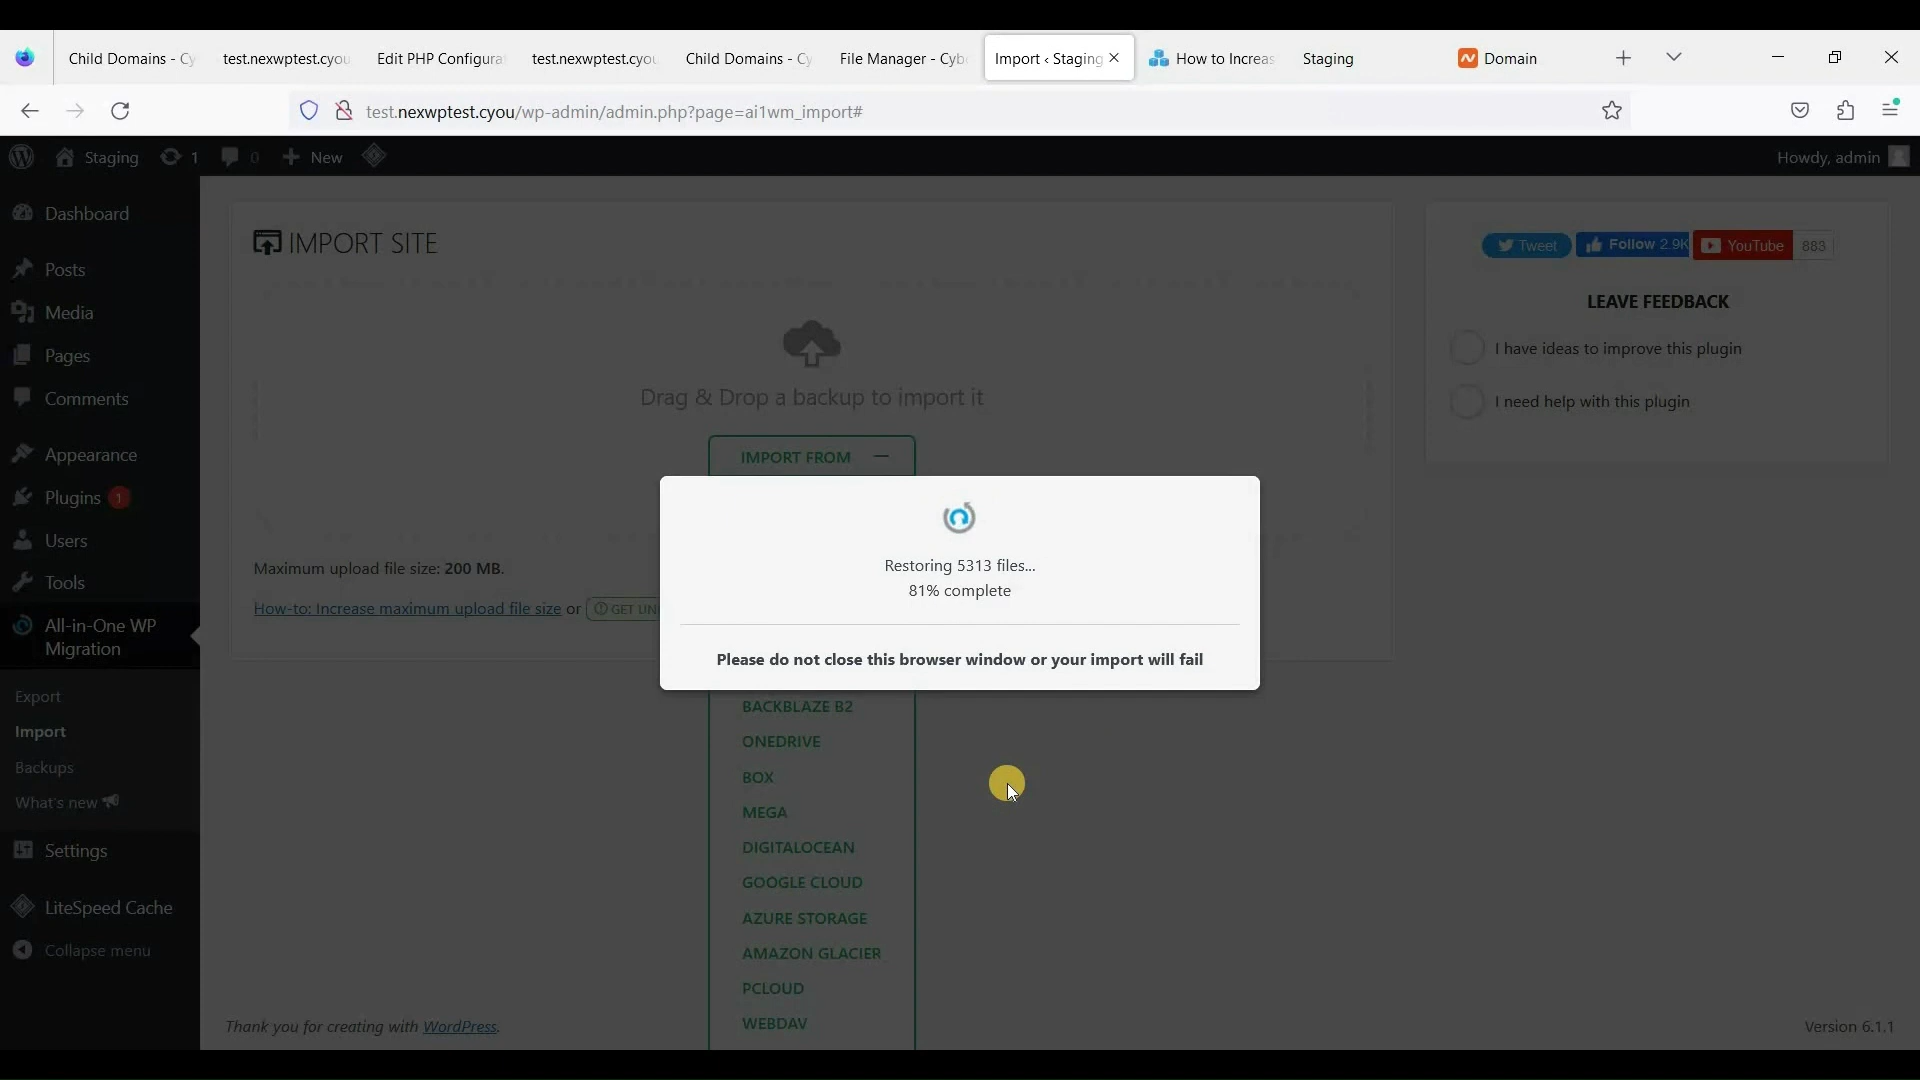 Child Domains - Cy
test.nexwptest.cyou
Edit PHP Configura
test.nexwptest.cyou
Child Domains - Cy
File Manager - Cybe
Import ‹ Staging
How to Increas
Staging
Domain
test.nexwptest.cyou/wp-admin/admin.php?page=ai1wm_import#
Staging
1
0
New
Howdy, admin
Dashboard
Posts
Media
Pages
Comments
Appearance
Plugins 1
Users
Tools
All-in-One WP
Migration
Export
Import
Backups
What's new
Settings
LiteSpeed Cache
Collapse menu
IMPORT SITE
Drag & Drop a backup to import it
IMPORT FROM
Restoring 5313 files...
81% complete
Please do not close this browser window or your import will fail
Maximum upload file size: 200 MB.
How-to: Increase maximum upload file size or GET UN
BACKBLAZE B2
ONEDRIVE
BOX
MEGA
DIGITALOCEAN
GOOGLE CLOUD
AZURE STORAGE
AMAZON GLACIER
PCLOUD
WEBDAV
Tweet
Follow 2.9K
YouTube 883
LEAVE FEEDBACK
I have ideas to improve this plugin
I need help with this plugin
Thank you for creating with WordPress.
Version 6.1.1